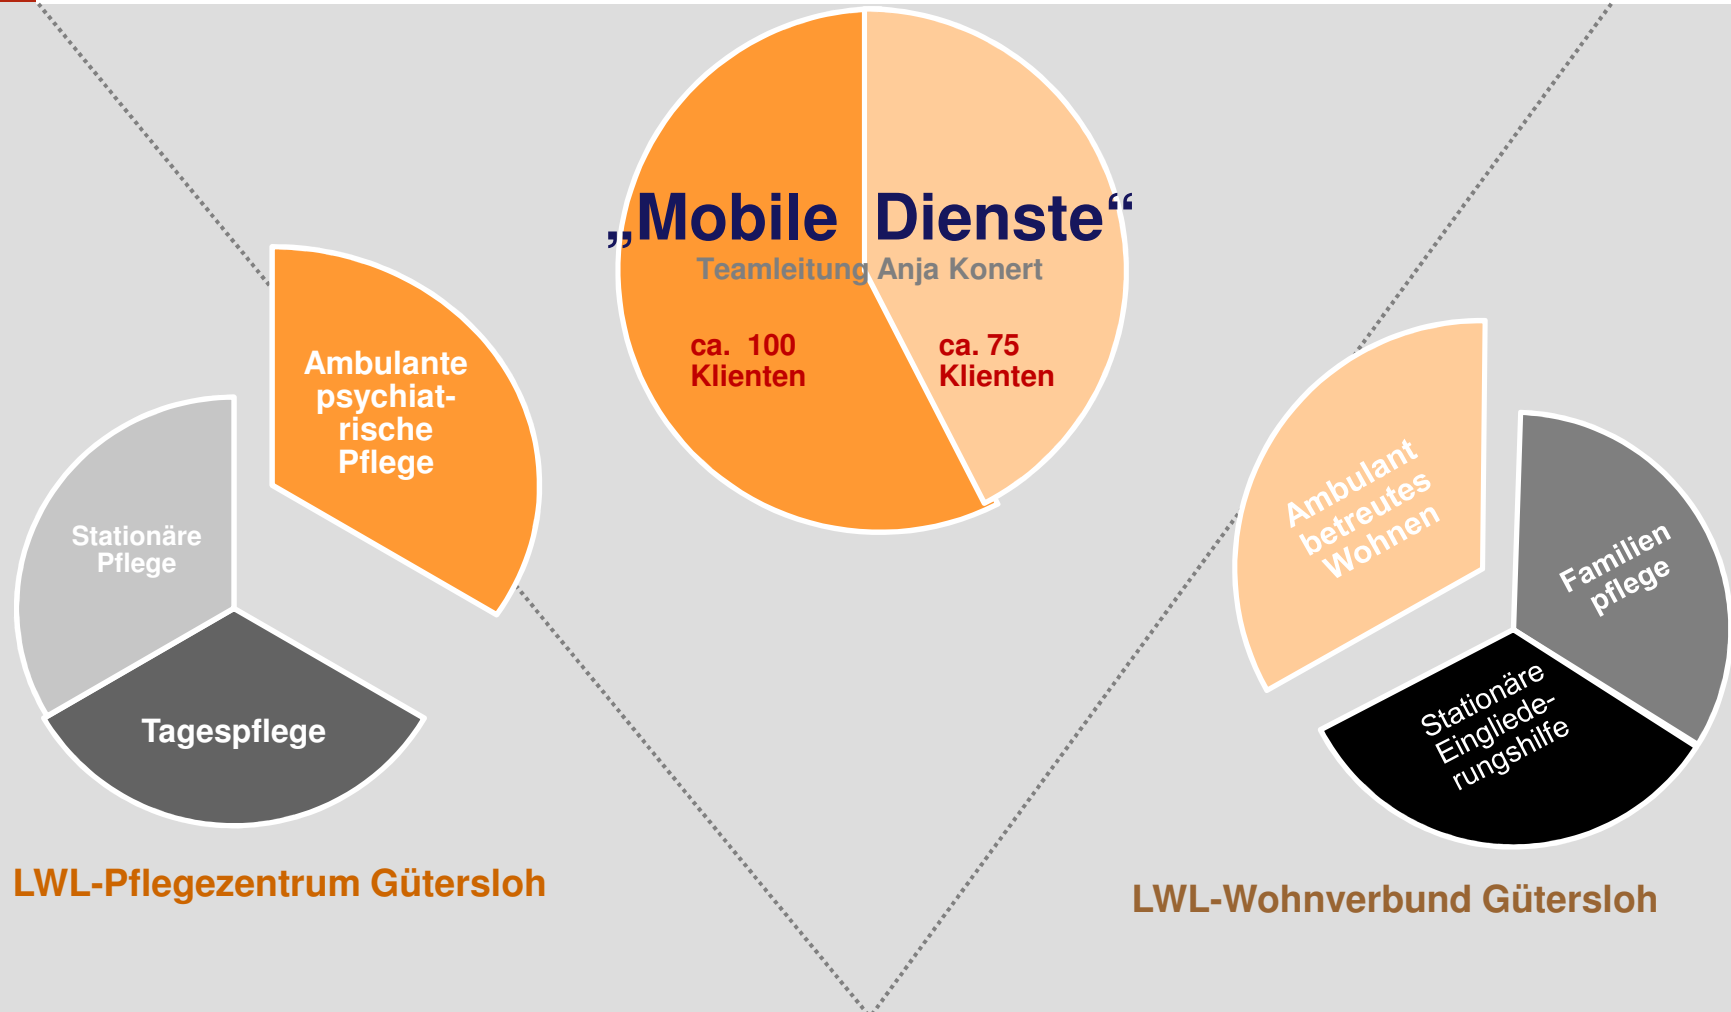 „Mobile Dienste“
Teamleitung Anja Konert
ca. 100
Klienten
ca. 75
Klienten
Ambulante
psychiat-
rische
Pflege
Stationäre
Pflege
Tagespflege
LWL-Pflegezentrum Gütersloh
Ambulant
betreutes
Wohnen
Familien
pflege
Stationäre
Eingliede-
rungshilfe
LWL-Wohnverbund Gütersloh